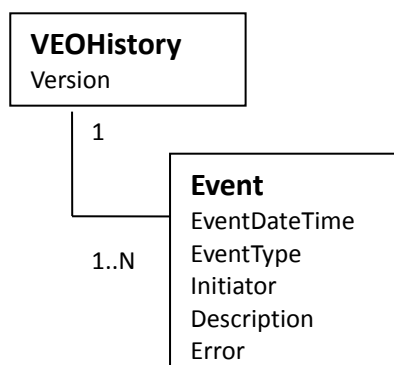 VEOHistory
Version
1
Event
EventDateTime
EventType
1..N
Initiator
Description
Error